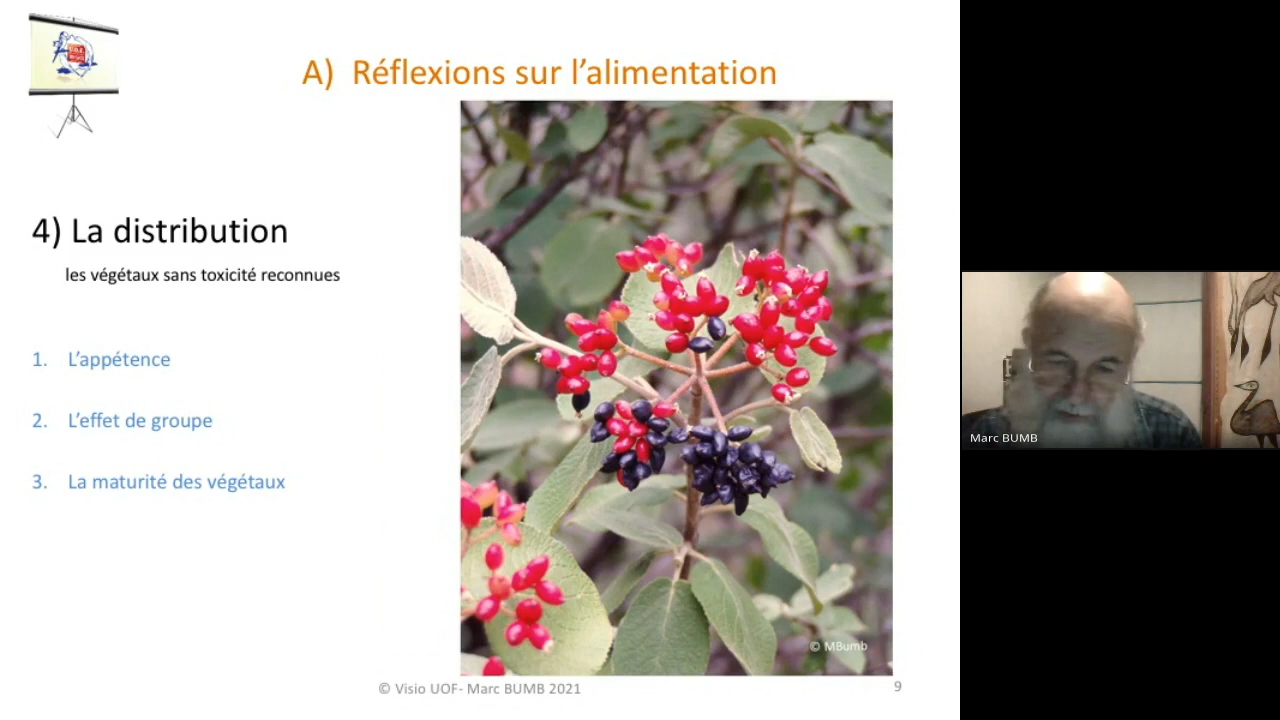 A) Réflexions sur l'alimentation
4) La distribution
les végétaux sans toxicité reconnues
1. L'appétence
2. L'effet de groupe
3. La maturité des végétaux
© MBumb
© Visio UOF- Marc BUMB 2021
9
Marc BUMB